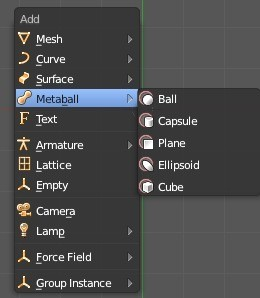 Add
Mesh
Curve
Surface
Metaball
Text
Armature
Lattice
Empty
Camera
Lamp
Force Field
Group Instance
Ball
Capsule
Plane
Ellipsoid
Cube